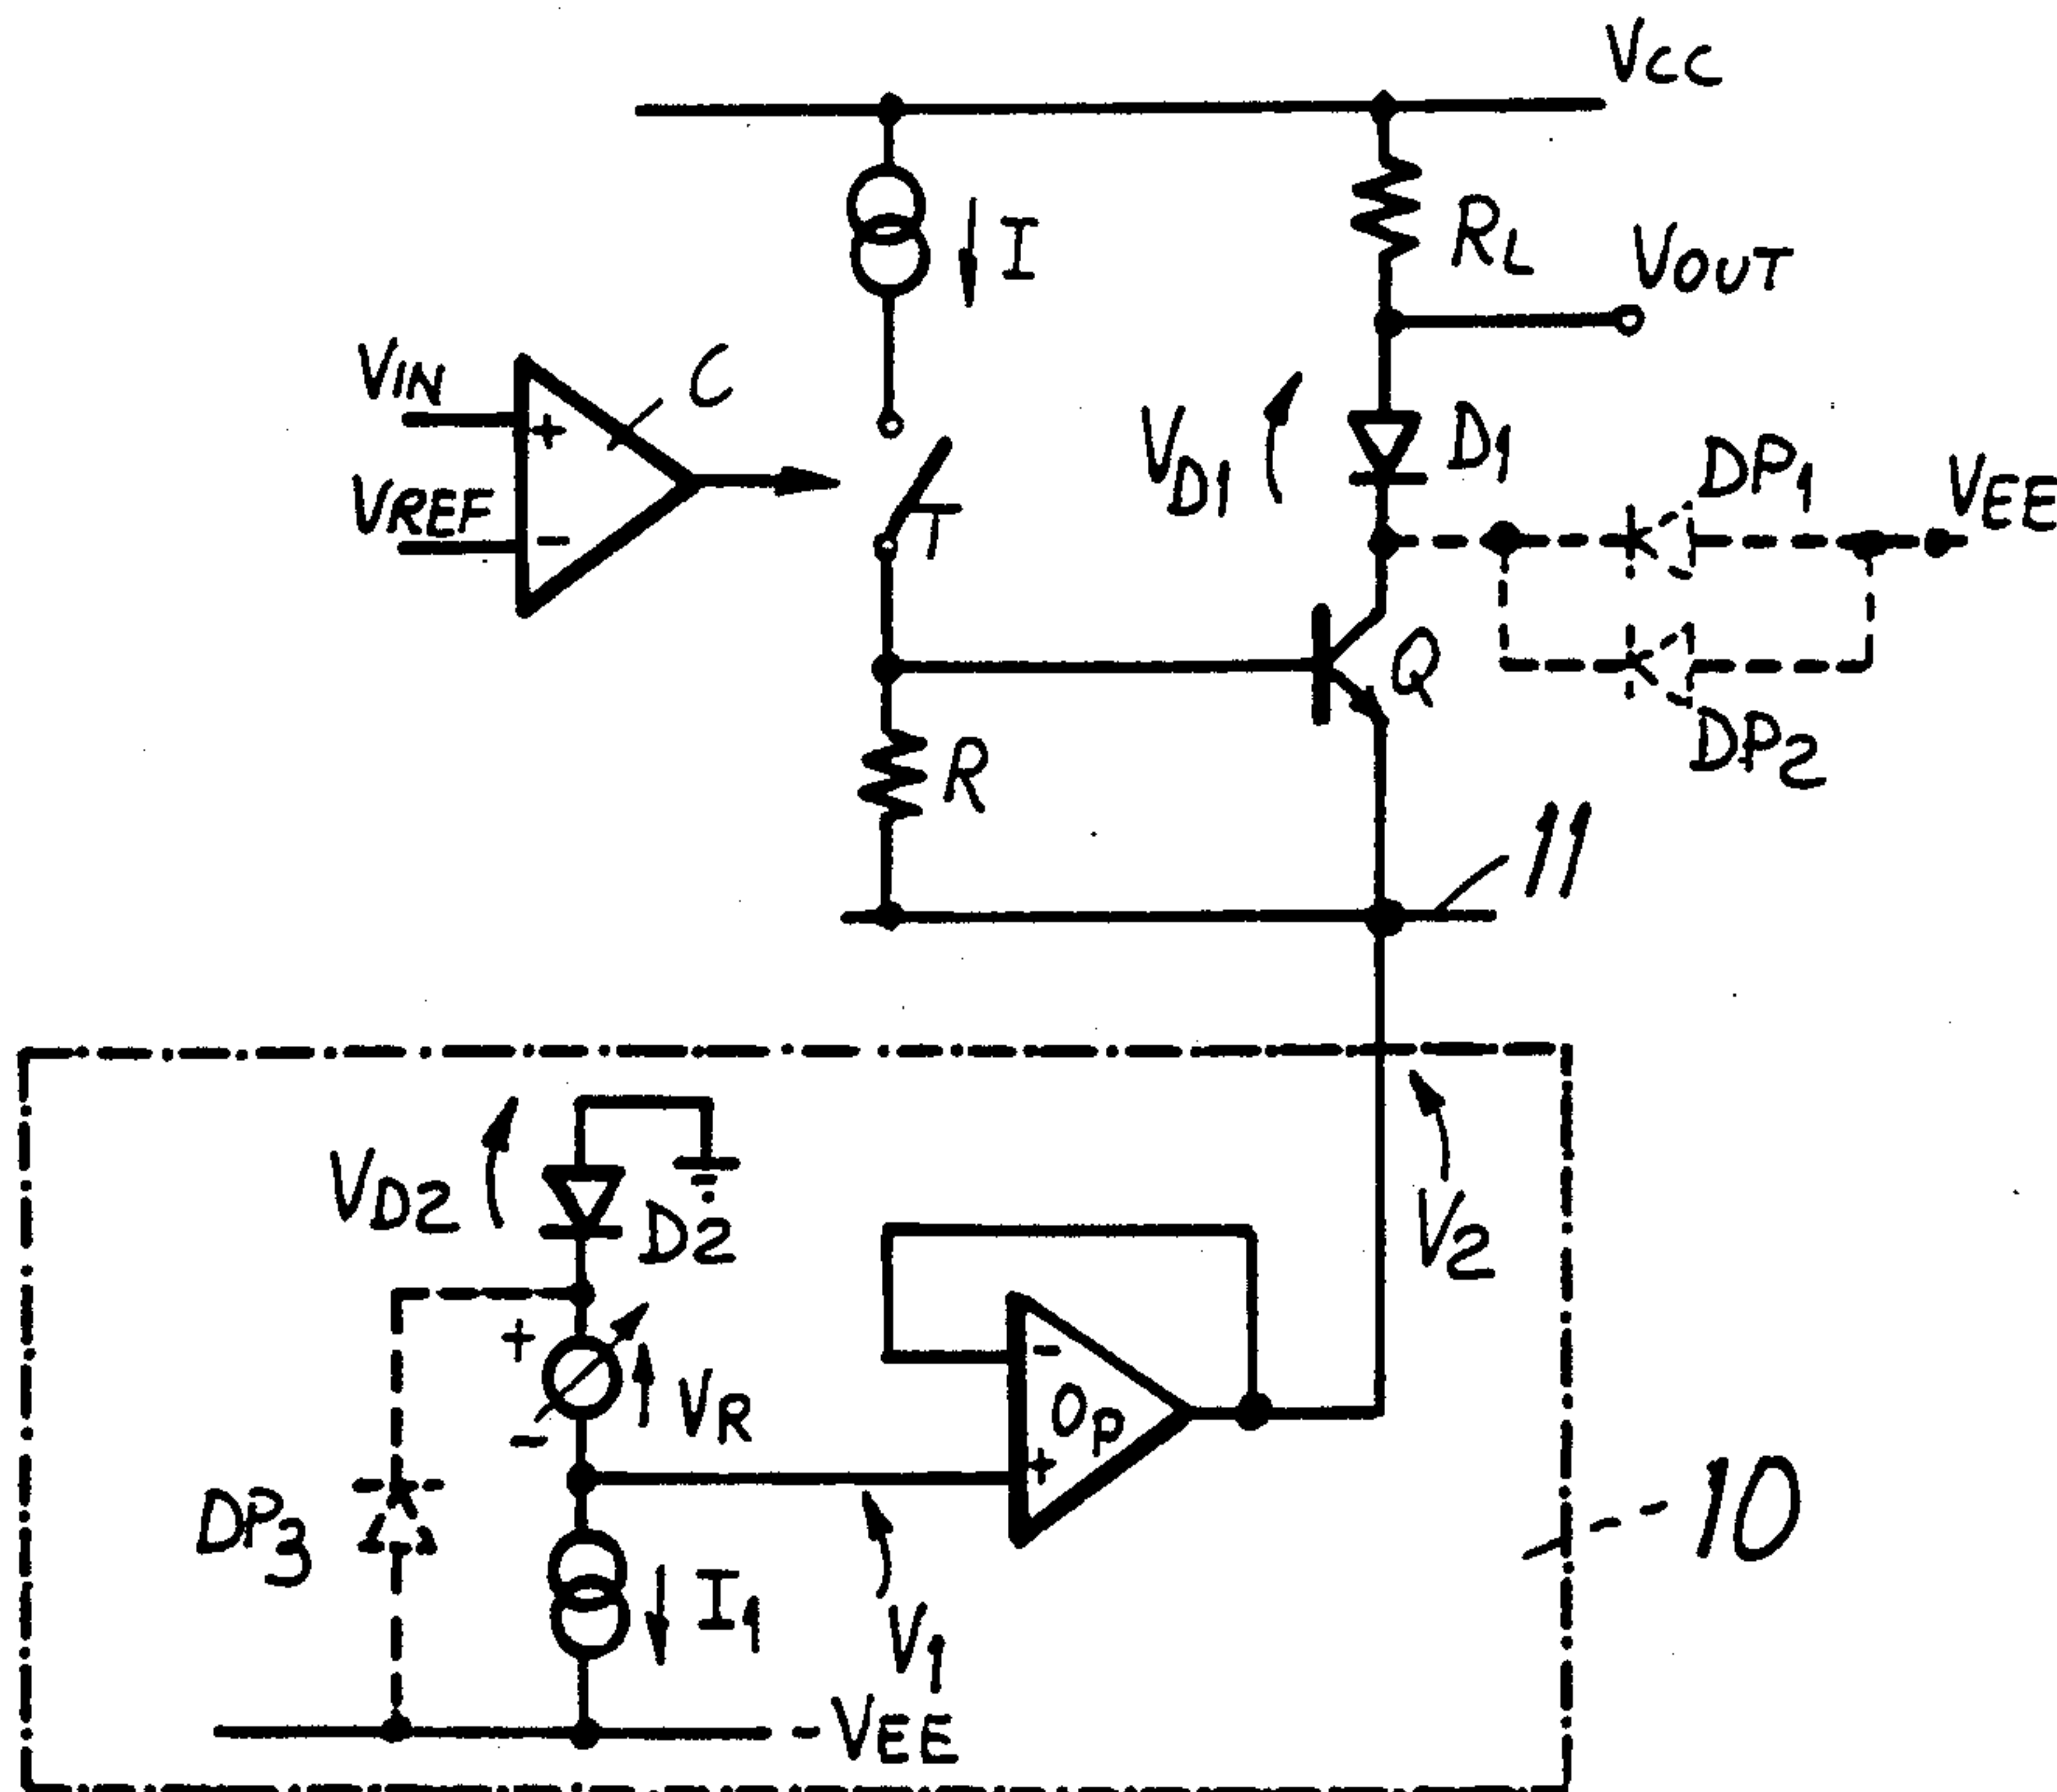 VCC
I
RL
VOUT
VIN
+
C
VREF
-
T
VD1
D1
DP1
VEE
Q
DP2
R
11
VD2
D2
V2
+
VR
-
-
OP
+
DP3
10
I1
V1
-VEE